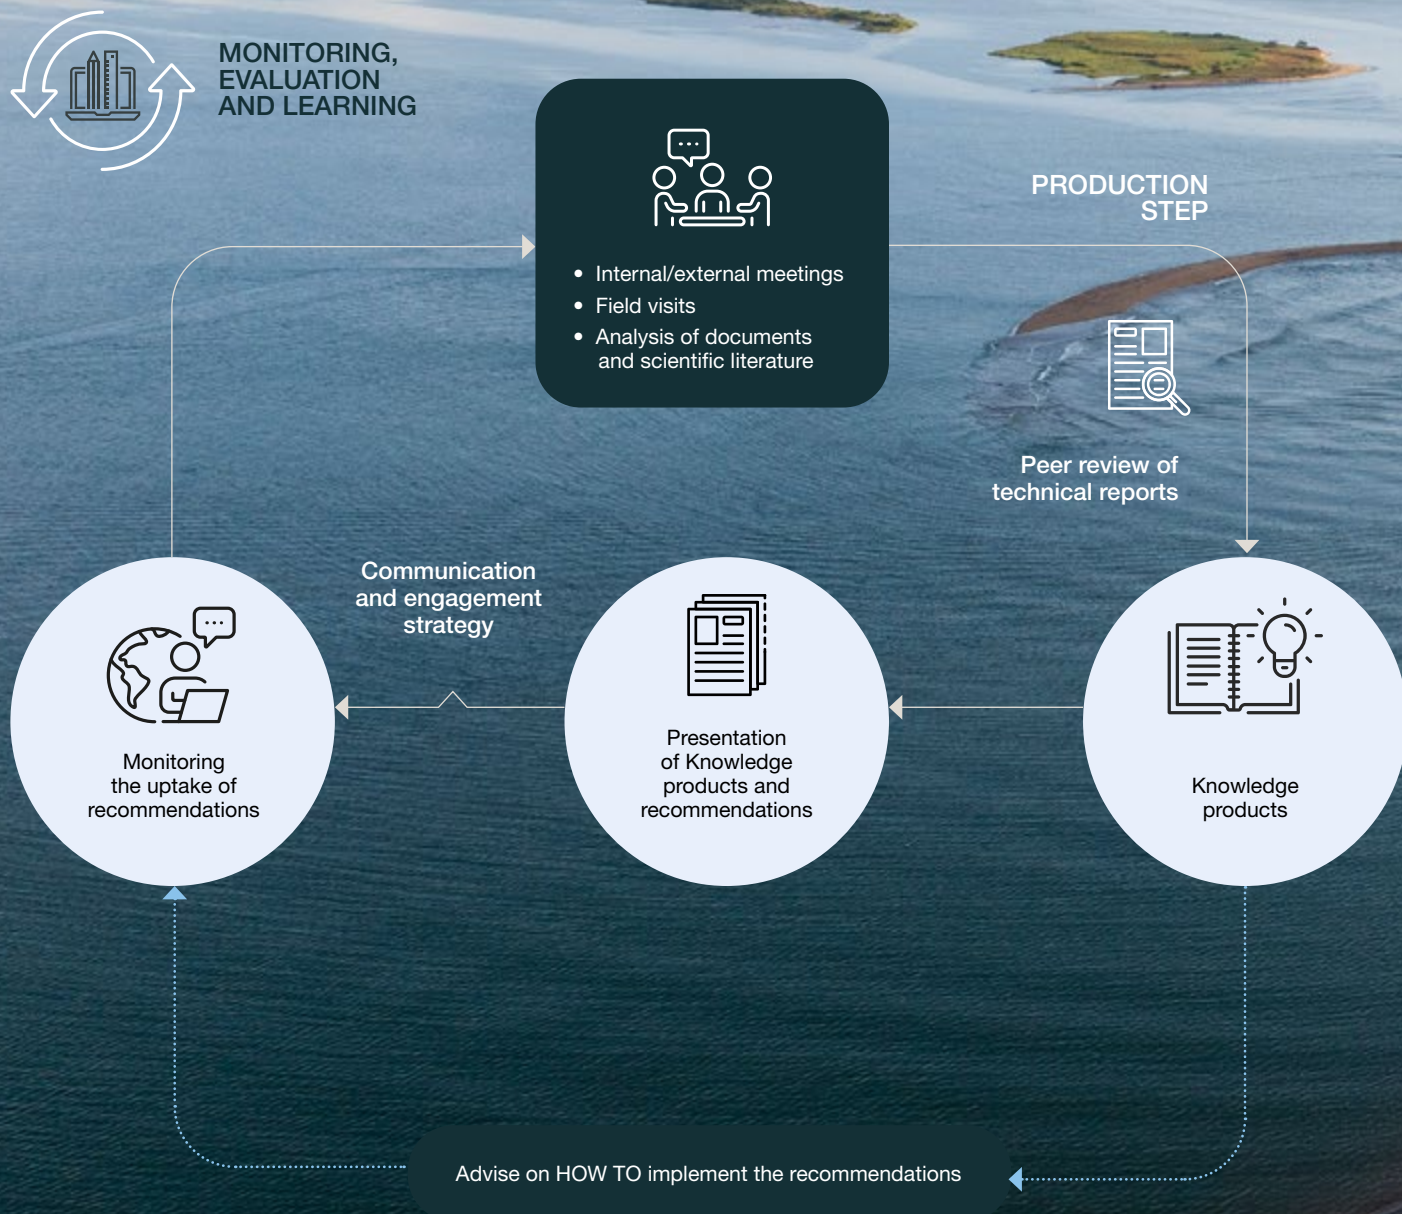 MONITORING,
EVALUATION
AND LEARNING
PRODUCTION
STEP
• Internal/external meetings
• Field visits
• Analysis of documents
and scientific literature
Peer review of
technical reports
Communication
and engagement
strategy
Monitoring
the uptake of
recommendations
Presentation
of Knowledge
products and
recommendations
Knowledge
products
Advise on HOW TO implement the recommendations